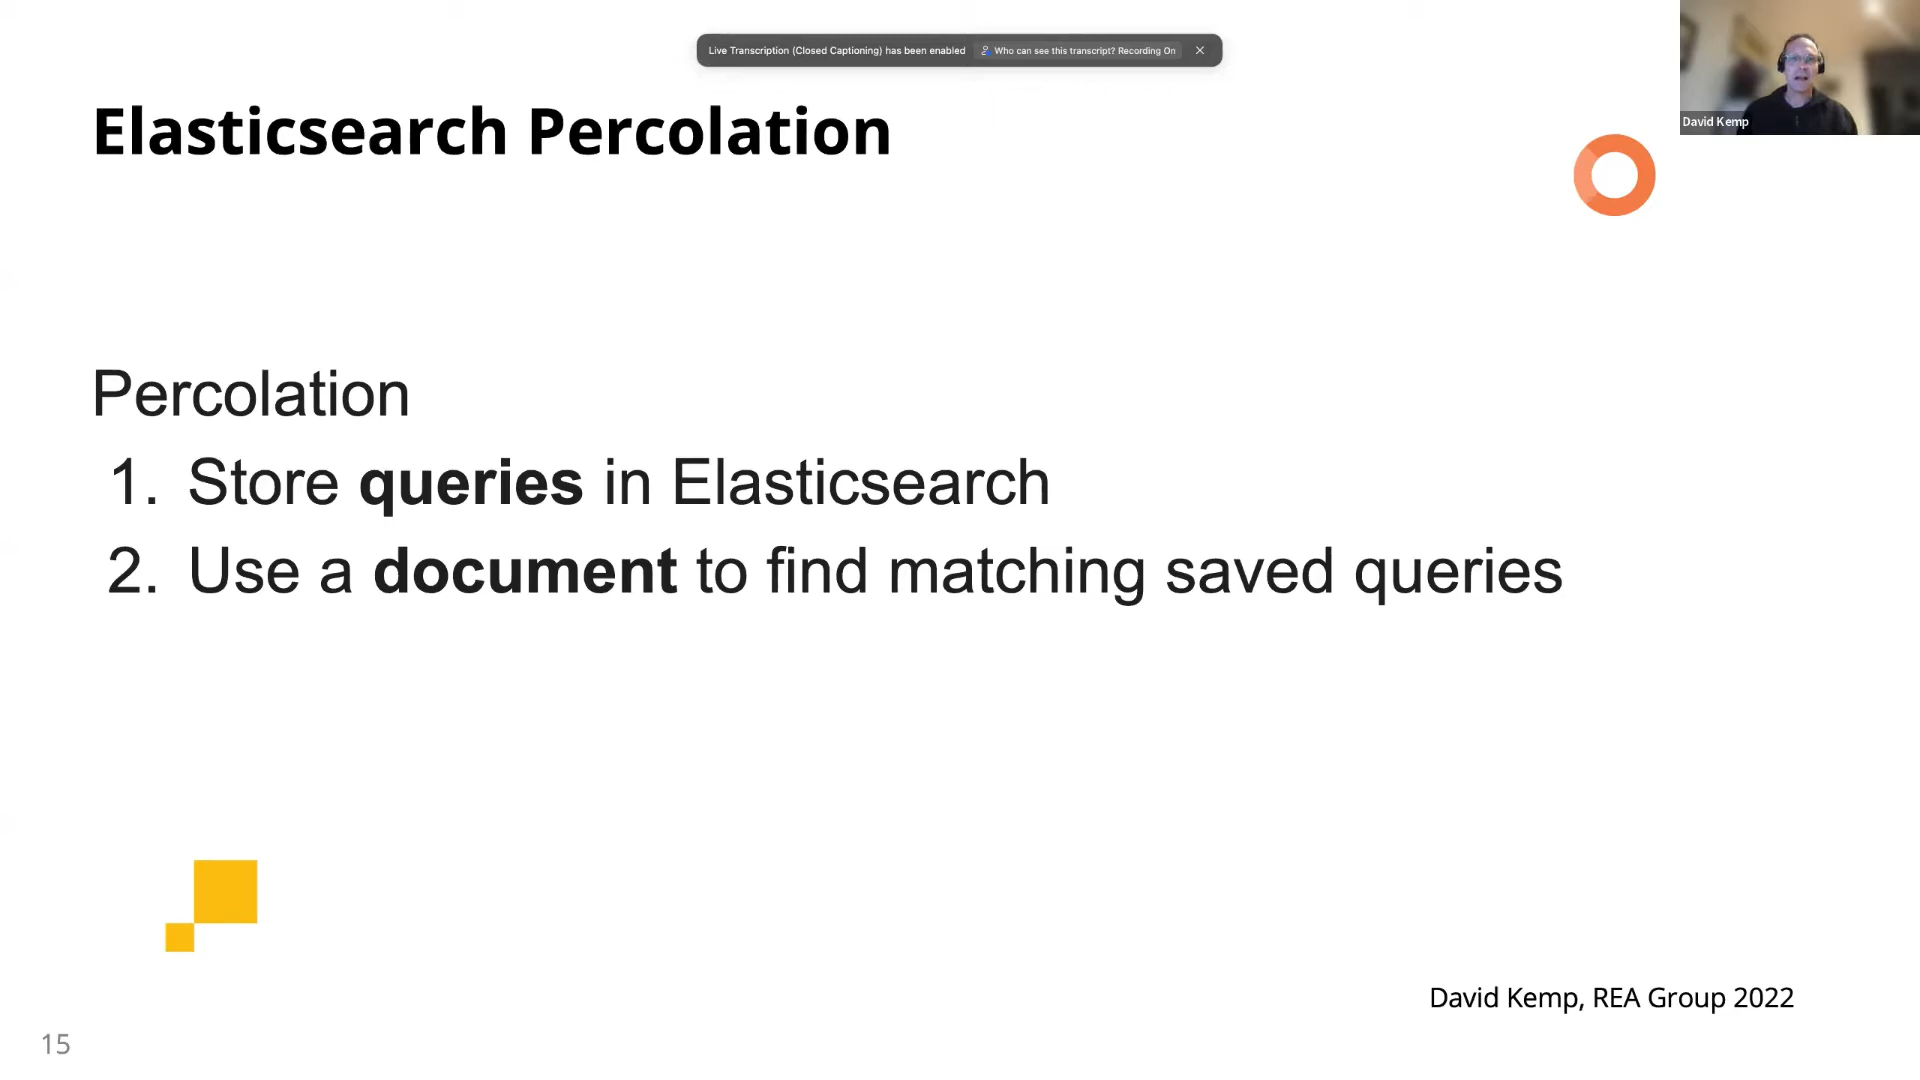 Live Transcription (Closed Captioning) has been enabled Who can see this transcript? Recording On
David Kemp
Elasticsearch Percolation
Percolation
1. Store queries in Elasticsearch
2. Use a document to find matching saved queries
David Kemp, REA Group 2022
15